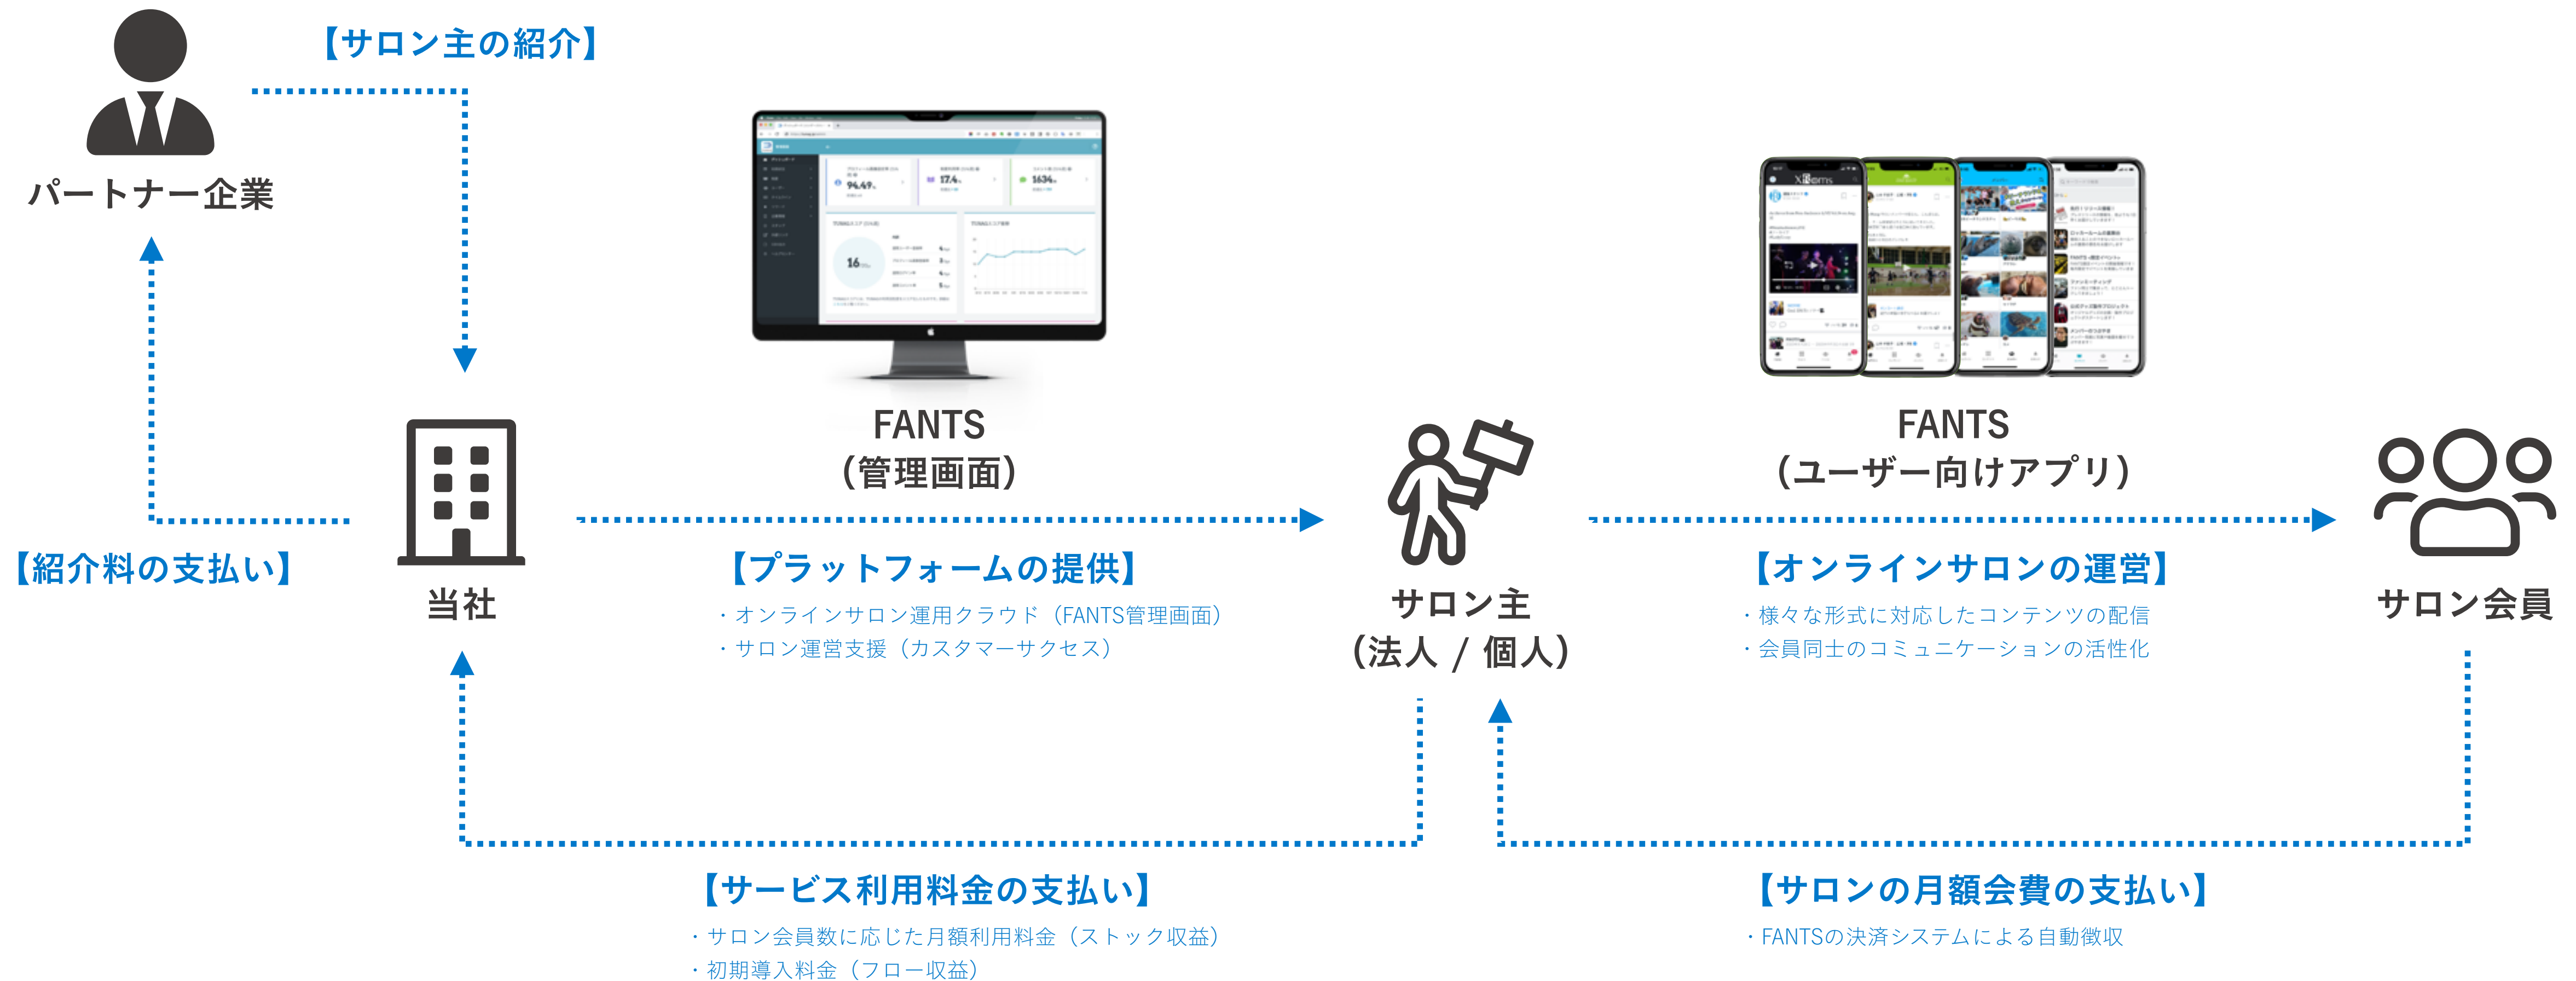 【サロン主の紹介】
パートナー企業
94.49
17.4
1634
16
FANTS
（管理画面）
FANTS
（ユーザー向けアプリ）
【紹介料の支払い】
当社
【プラットフォームの提供】
・オンラインサロン運用クラウド（FANTS管理画面）
・サロン運営支援（カスタマーサクセス）
サロン主
（法人 / 個人）
【オンラインサロンの運営】
・様々な形式に対応したコンテンツの配信
・会員同士のコミュニケーションの活性化
サロン会員
【サービス利用料金の支払い】
・サロン会員数に応じた月額利用料金（ストック収益）
・初期導入料金（フロー収益）
【サロンの月額会費の支払い】
・FANTSの決済システムによる自動徴収